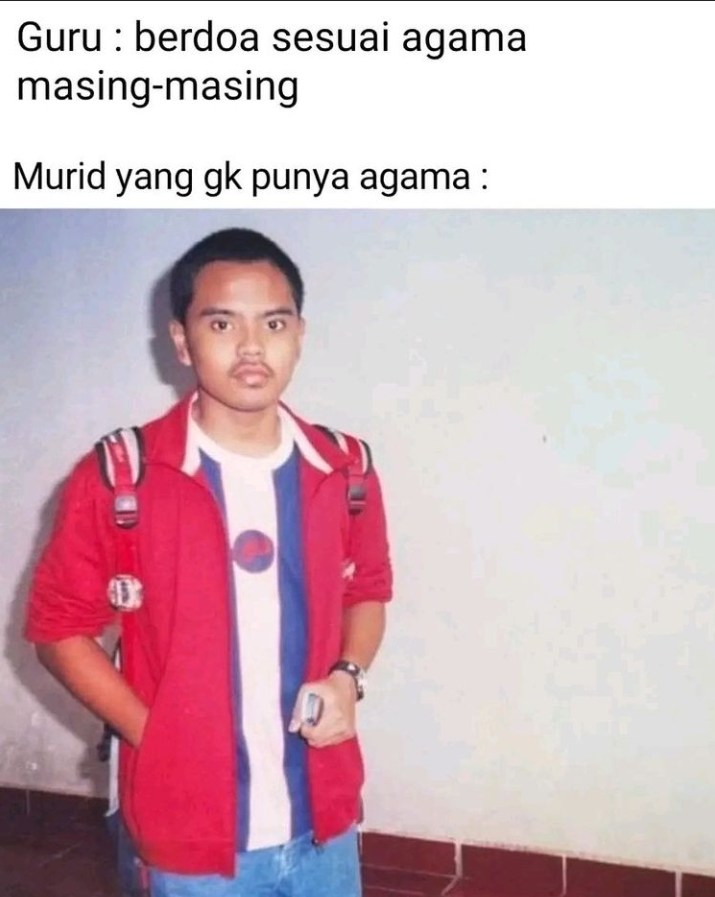 Guru : berdoa sesuai agama
masing-masing
Murid yang gk punya agama :